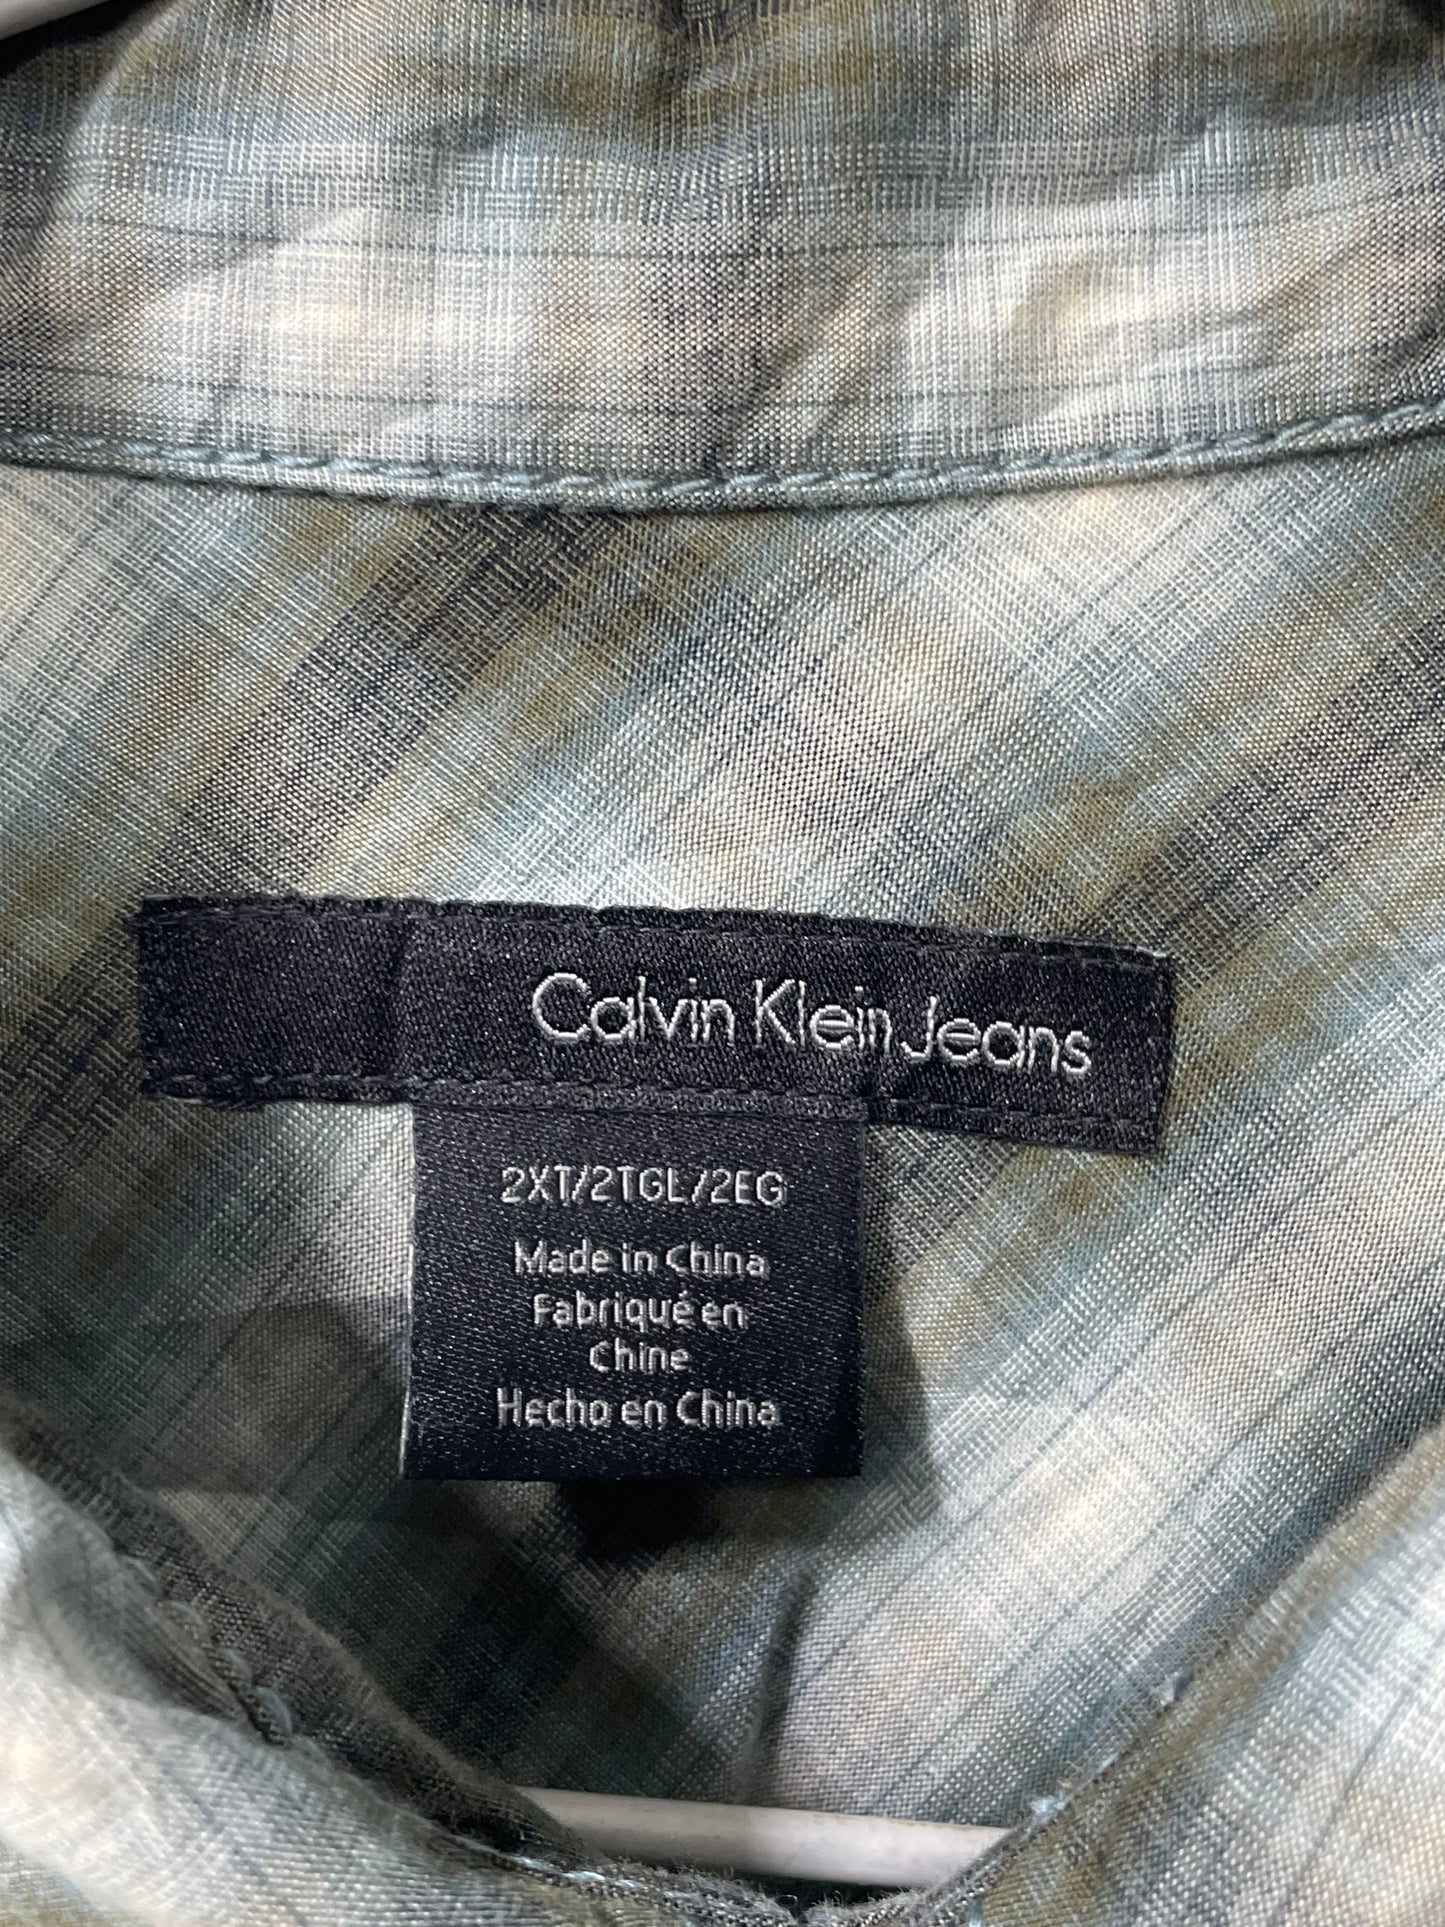 Calvin Klein Jeans
2XT/2TGL/2EG
Made in China
Fabriqué en
Chine
Hecho en China